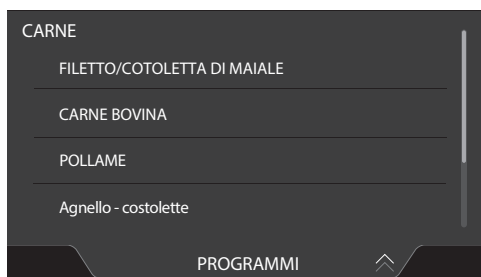 CARNE
FILETTO/COTOLETTA DI MAIALE
CARNE BOVINA
POLLAME
Agnello - costolette
PROGRAMMI